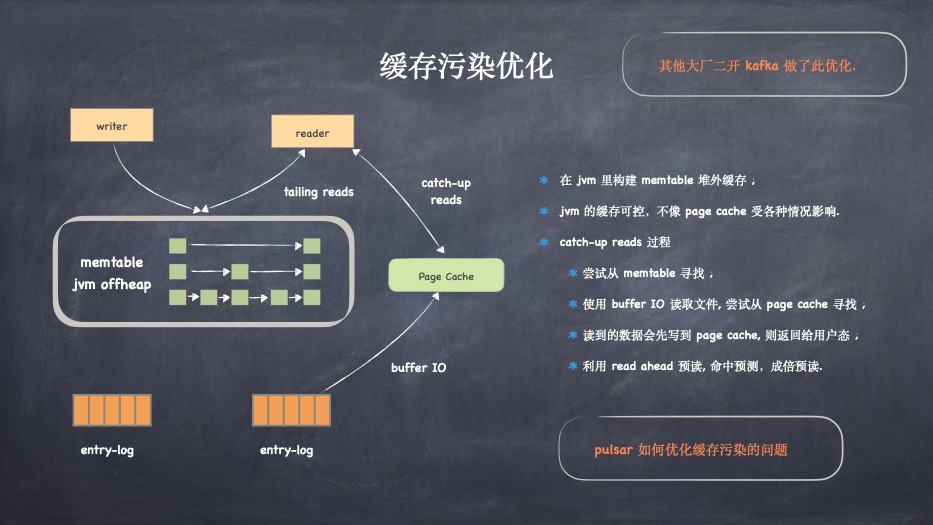 缓存污染优化
其他大厂二开 kafka 做了此优化.
writer
reader
tailing reads
catch-up
reads
memtable
jvm offheap
Page Cache
buffer IO
entry-log
entry-log
在 jvm 里构建 memtable 堆外缓存；
jvm 的缓存可控，不像 page cache 受各种情况影响.
catch-up reads 过程
尝试从 memtable 寻找；
使用 buffer IO 读取文件, 尝试从 page cache 寻找；
读到的数据会先写到 page cache, 则返回给用户态；
利用 read ahead 预读, 命中预测，成倍预读.
pulsar 如何优化缓存污染的问题